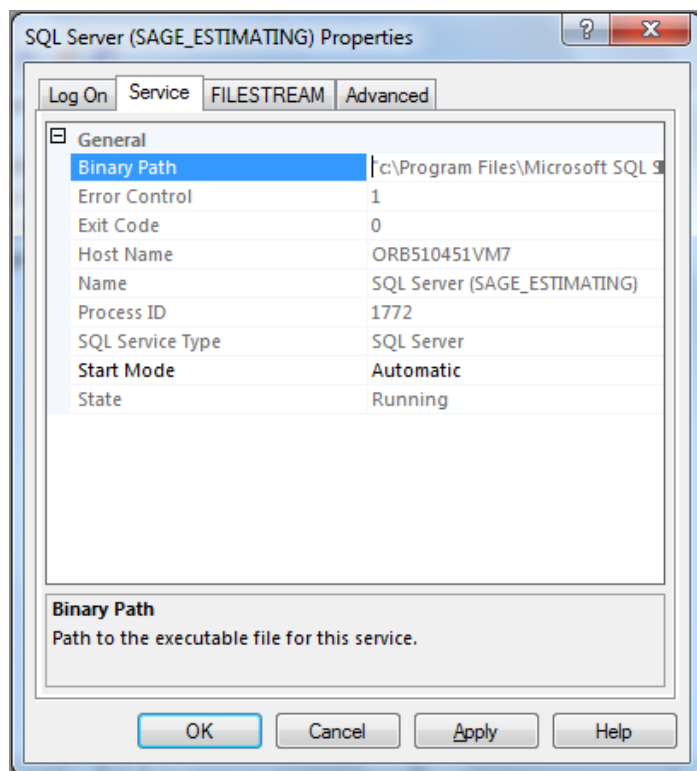 SQL Server (SAGE_ESTIMATING) Properties
Log On Service FILESTREAM Advanced
General
Binary Path "c:\Program Files\Microsoft SQL
Error Control 1
Exit Code 0
Host Name ORB510451VM7
Name SQL Server (SAGE_ESTIMATING)
Process ID 1772
SQL Service Type SQL Server
Start Mode Automatic
State Running
Binary Path
Path to the executable file for this service.
OK Cancel Apply Help